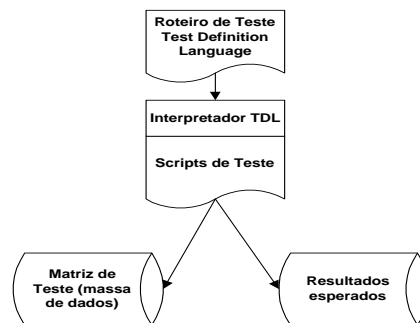 Roteiro de Teste
Test Definition
Language
Interpretador TDL
Scripts de Teste
Matriz de
Teste (massa
de dados)
Resultados
esperados